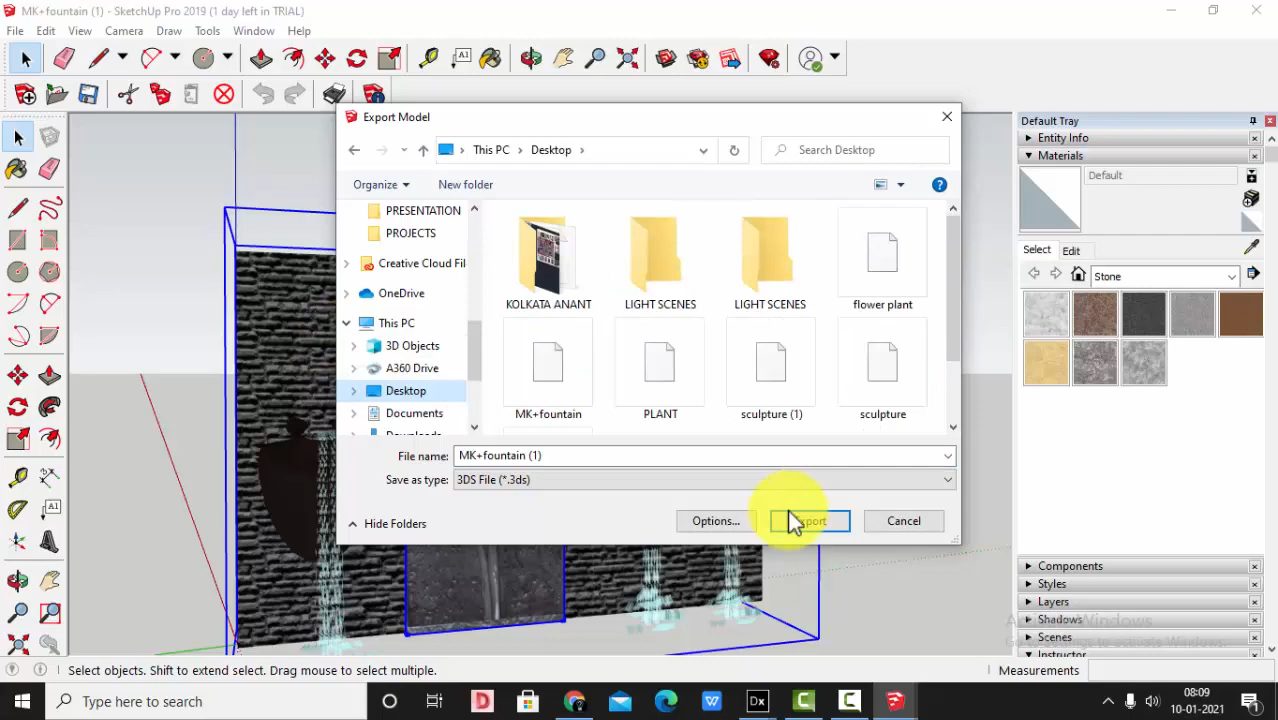 MK+fountain (1) - SketchUp Pro 2019 (1 day left in TRIAL)
File Edit View Camera Draw Tools Window Help
Export Model
This PC > Desktop >
Search Desktop
Organize
New folder
PRESENTATION
PROJECTS
Creative Cloud Fil
OneDrive
This PC
3D Objects
A360 Drive
Desktop
Documents
KOLKATA ANANT
LIGHT SCENES
LIGHT SCENES
flower plant
MK+fountain
PLANT
sculpture (1)
sculpture
File name: MK+fountain (1)
Save as type: 3DS File (*.3ds)
Hide Folders
Options...
Export
Cancel
Default Tray
Entity Info
Materials
Default
Select
Edit
Stone
Components
Styles
Layers
Shadows
Scenes
Instructor
Select objects. Shift to extend select. Drag mouse to select multiple.
Measurements
Type here to search
08:09
10-01-2021